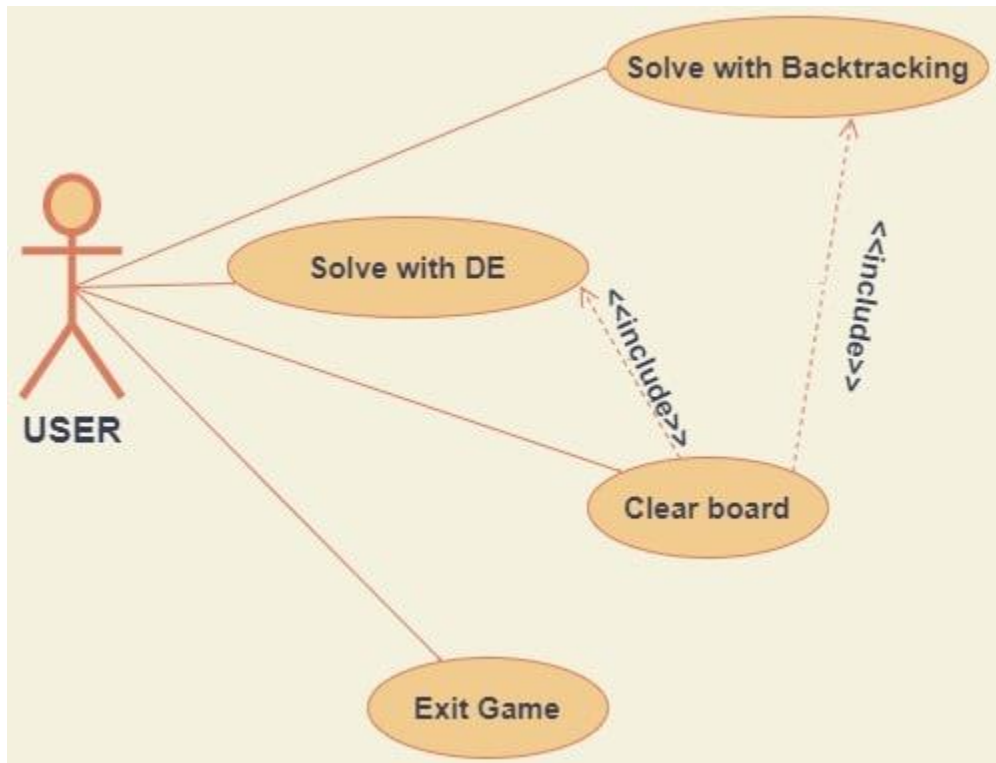 Solve with Backtracking
Solve with DE
<<include>>
<<include>>
USER
Clear board
Exit Game